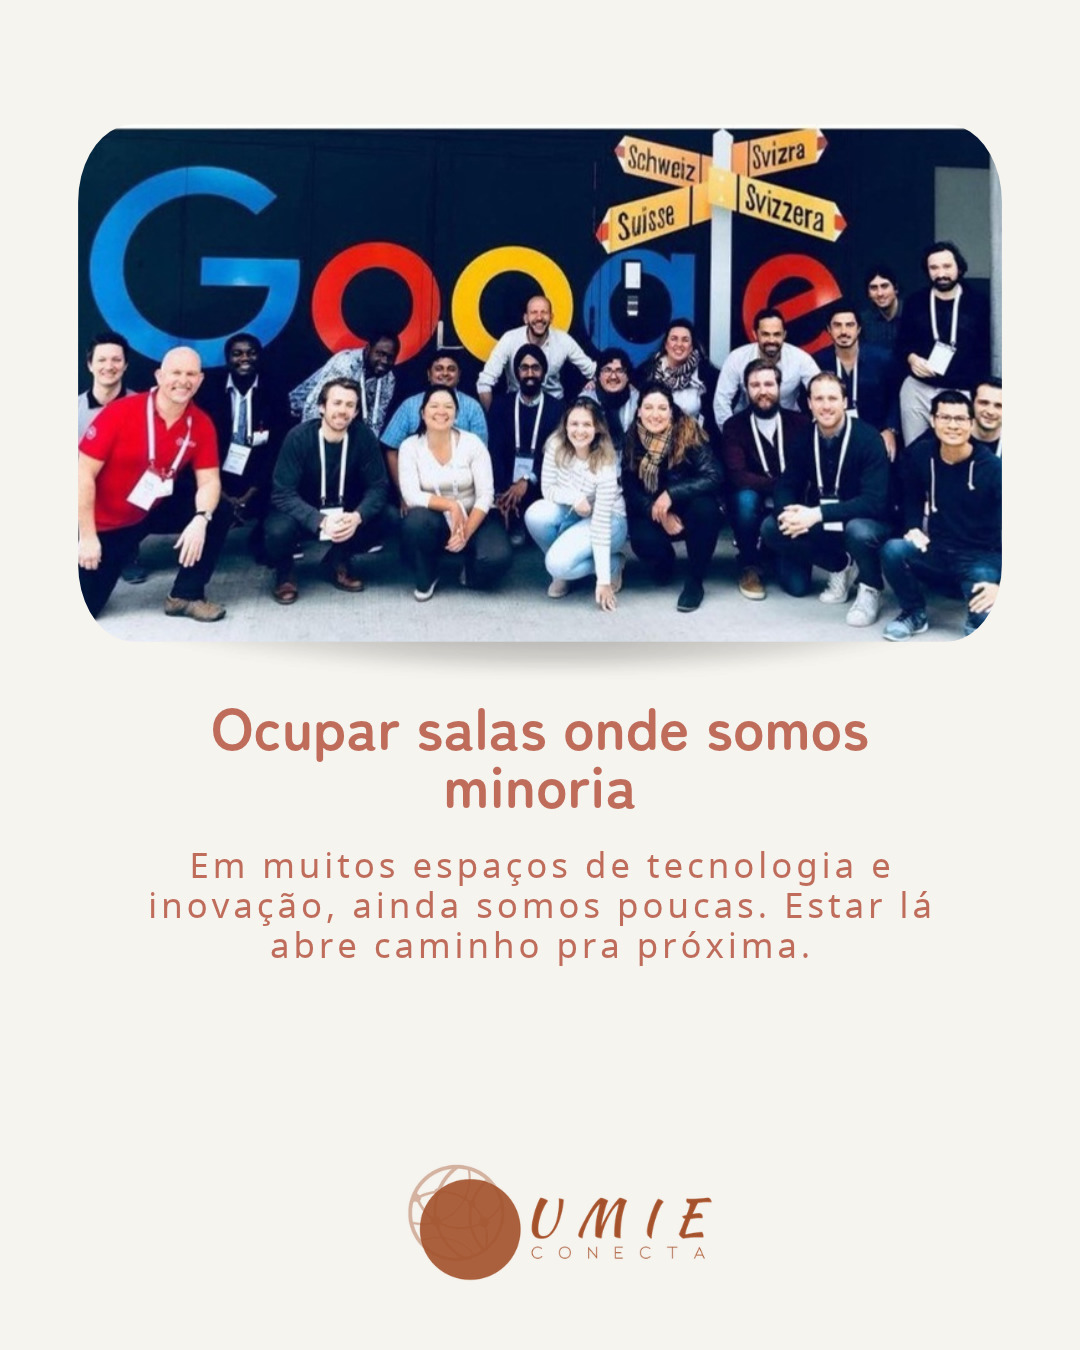 Google
Schweiz
Svizra
Suisse
Svizzera
Ocupar salas onde somos
minoria
Em muitos espaços de tecnologia e
inovação, ainda somos poucas. Estar lá
abre caminho pra próxima.
UMIE
CONECTA